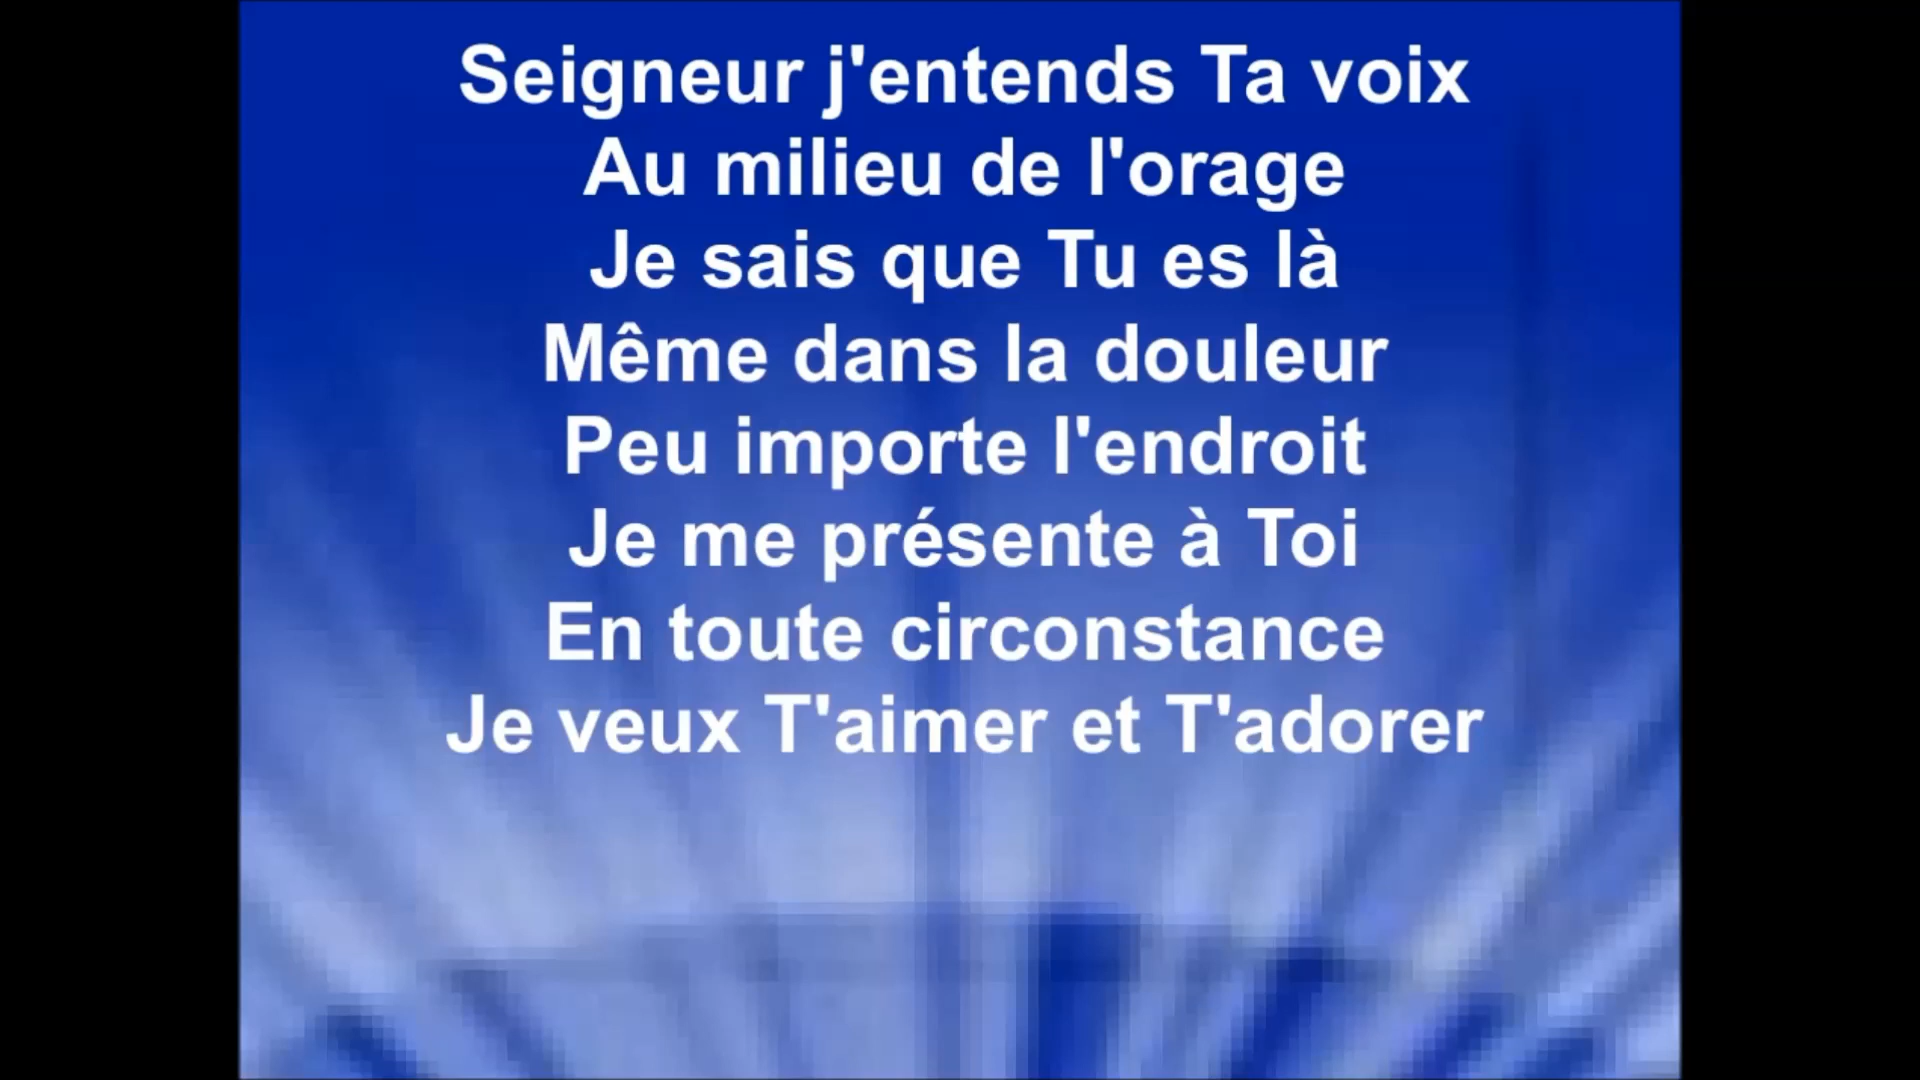 Seigneur j'entends Ta voix
Au milieu de l'orage
Je sais que Tu es là
Même dans la douleur
Peu importe l'endroit
Je me présente à Toi
En toute circonstance
Je veux T'aimer et T'adorer